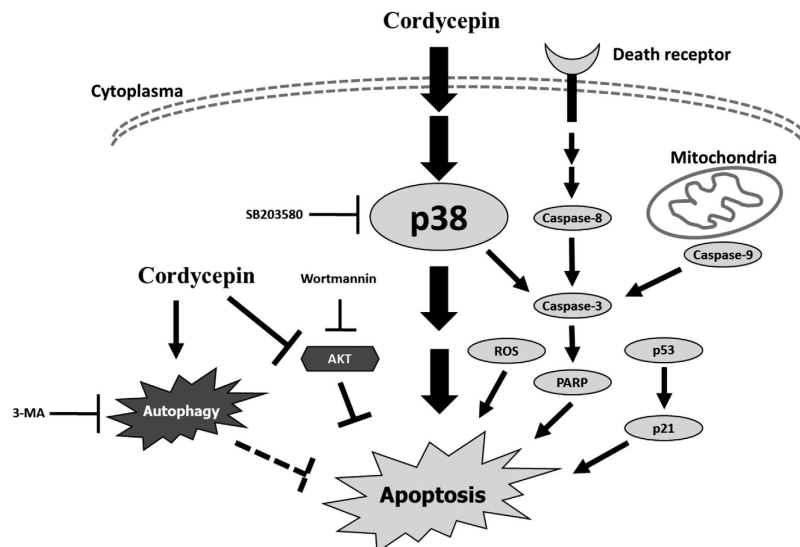 Cordycepin
Death receptor
Cytoplasma
Mitochondria
SB203580
p38
Caspase-8
Caspase-9
Cordycepin
Wortmannin
Caspase-3
AKT
ROS
p53
PARP
3-MA
Autophagy
p21
Apoptosis